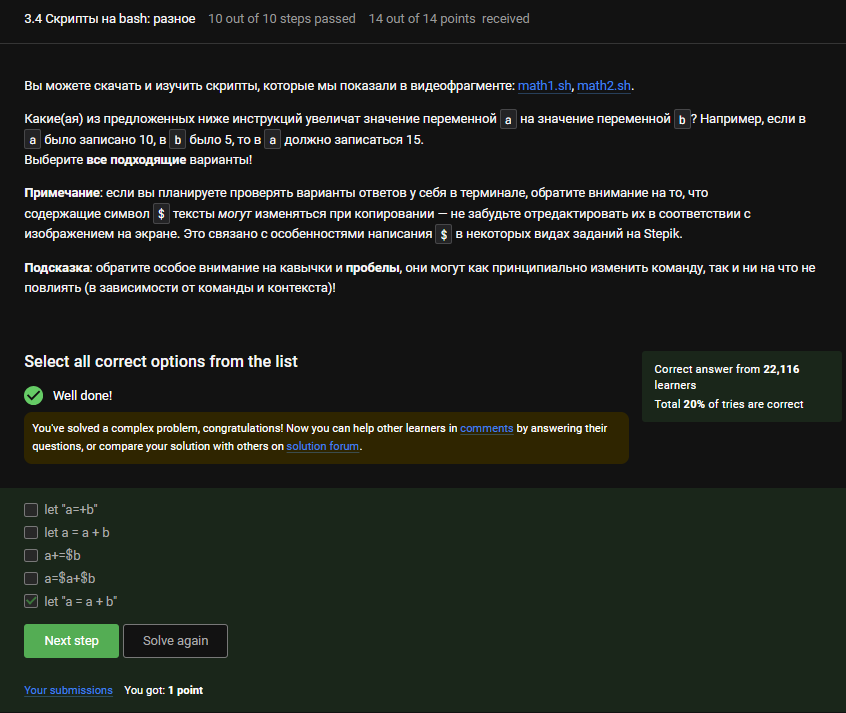 3.4 Скрипты на bash: разное 10 out of 10 steps passed 14 out of 14 points received
Вы можете скачать и изучить скрипты, которые мы показали в видеофрагменте: math1.sh, math2.sh.
Какие(ая) из предложенных ниже инструкций увеличат значение переменной a на значение переменной b? Например, если в
a было записано 10, в b было 5, то в a должно записаться 15.
Выберите все подходящие варианты!
Примечание: если вы планируете проверять варианты ответов у себя в терминале, обратите внимание на то, что
содержащие символ $ тексты могут изменяться при копировании — не забудьте отредактировать их в соответствии с
изображением на экране. Это связано с особенностями написания $ в некоторых видах заданий на Stepik.
Подсказка: обратите особое внимание на кавычки и пробелы, они могут как принципиально изменить команду, так и ни на что не
повлиять (в зависимости от команды и контекста)!
Select all correct options from the list
Well done!
You've solved a complex problem, congratulations! Now you can help other learners in comments by answering their
questions, or compare your solution with others on solution forum.
Correct answer from 22,116
learners
Total 20% of tries are correct
let "a=+b"
let a = a + b
a+=$b
a=$a+$b
let "a = a + b"
Next step Solve again
Your submissions You got: 1 point